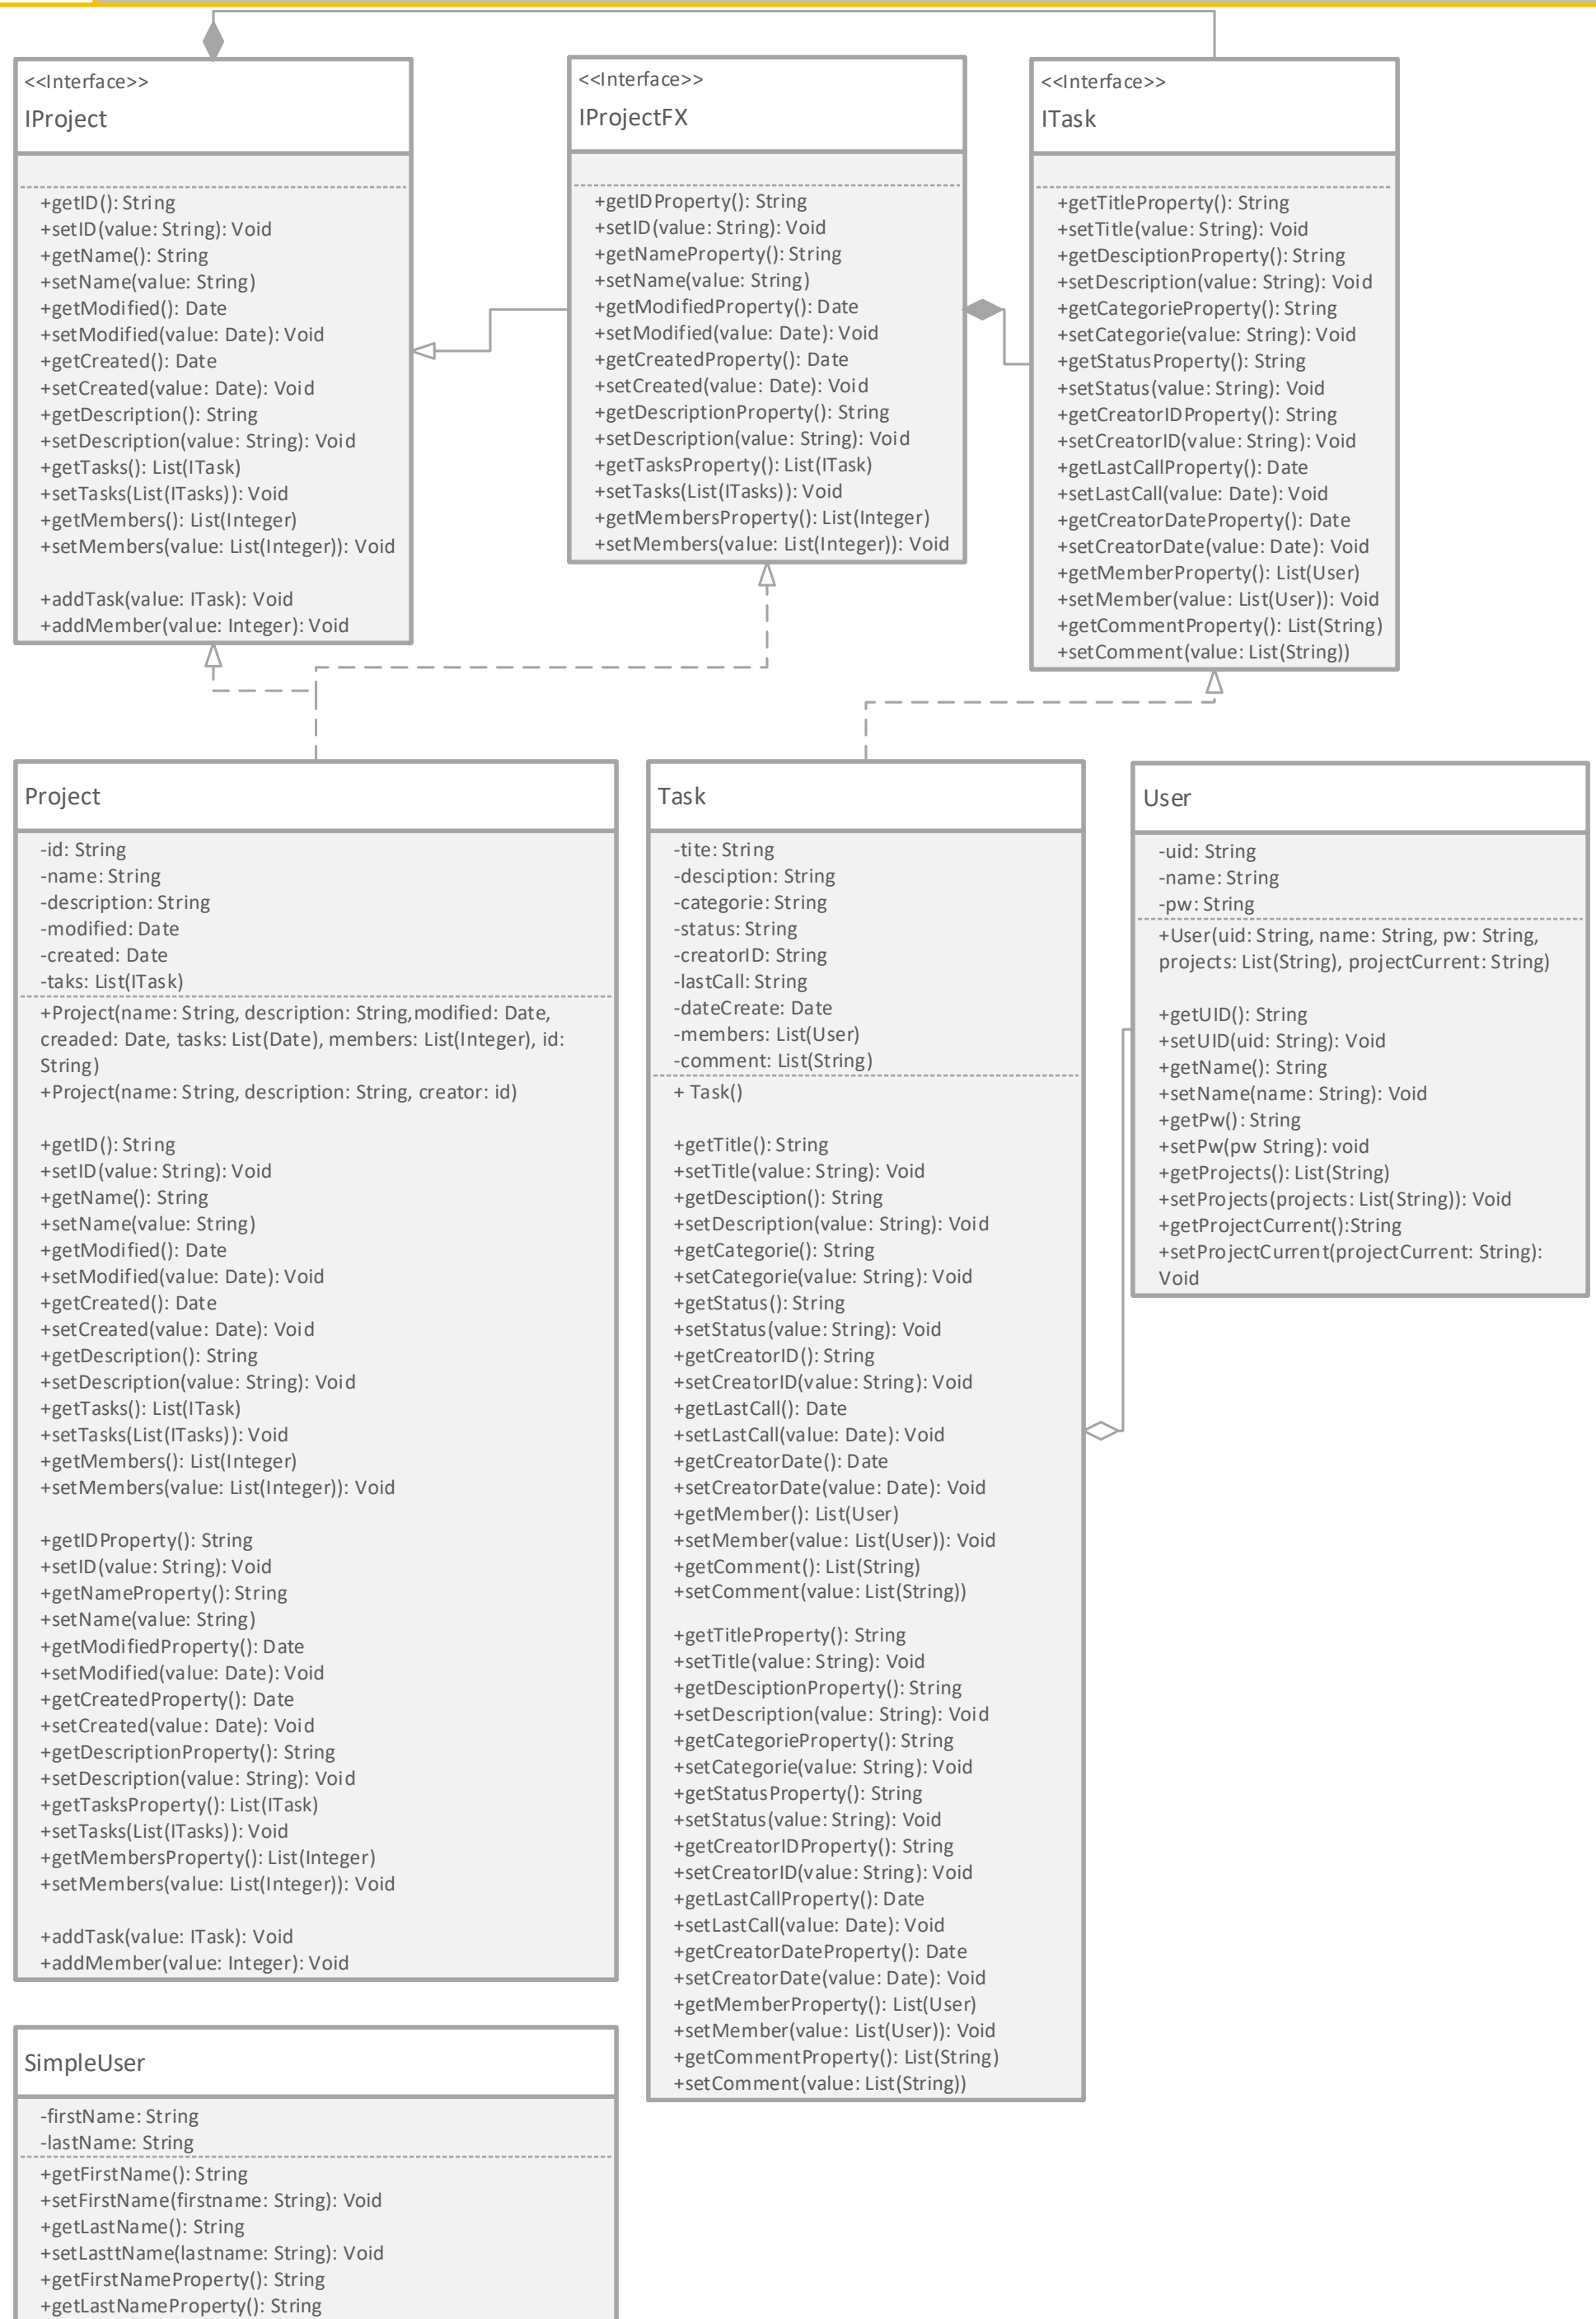 <<Interface>>
IProject
+getID(): String
+setID(value: String): Void
+getName(): String
+setName(value: String)
+getModified(): Date
+setModified(value: Date): Void
+getCreated(): Date
+setCreated(value: Date): Void
+getDescription(): String
+setDescription(value: String): Void
+getTasks(): List(ITask)
+setTasks(List(ITasks)): Void
+getMembers(): List(Integer)
+setMembers(value: List(Integer)): Void
+addTask(value: ITask): Void
+addMember(value: Integer): Void
<<Interface>>
IProjectFX
+getIDProperty(): String
+setID(value: String): Void
+getNameProperty(): String
+setName(value: String)
+getModifiedProperty(): Date
+setModified(value: Date): Void
+getCreatedProperty(): Date
+setCreated(value: Date): Void
+getDescriptionProperty(): String
+setDescription(value: String): Void
+getTasksProperty(): List(ITask)
+setTasks(List(ITasks)): Void
+getMembersProperty(): List(Integer)
+setMembers(value: List(Integer)): Void
<<Interface>>
ITask
+getTitleProperty(): String
+setTitle(value: String): Void
+getDesciptionProperty(): String
+setDescription(value: String): Void
+getCategorieProperty(): String
+setCategorie(value: String): Void
+getStatusProperty(): String
+setStatus(value: String): Void
+getCreatorIDProperty(): String
+setCreatorID(value: String): Void
+getLastCallProperty(): Date
+setLastCall(value: Date): Void
+getCreatorDateProperty(): Date
+setCreatorDate(value: Date): Void
+getMemberProperty(): List(User)
+setMember(value: List(User)): Void
+getCommentProperty(): List(String)
+setComment(value: List(String))
Project
-id: String
-name: String
-description: String
-modified: Date
-created: Date
-taks: List(ITask)
+Project(name: String, description: String,modified: Date,
creaded: Date, tasks: List(Date), members: List(Integer), id:
String)
+Project(name: String, description: String, creator: id)
+getID(): String
+setID(value: String): Void
+getName(): String
+setName(value: String)
+getModified(): Date
+setModified(value: Date): Void
+getCreated(): Date
+setCreated(value: Date): Void
+getDescription(): String
+setDescription(value: String): Void
+getTasks(): List(ITask)
+setTasks(List(ITasks)): Void
+getMembers(): List(Integer)
+setMembers(value: List(Integer)): Void
+getIDProperty(): String
+setID(value: String): Void
+getNameProperty(): String
+setName(value: String)
+getModifiedProperty(): Date
+setModified(value: Date): Void
+getCreatedProperty(): Date
+setCreated(value: Date): Void
+getDescriptionProperty(): String
+setDescription(value: String): Void
+getTasksProperty(): List(ITask)
+setTasks(List(ITasks)): Void
+getMembersProperty(): List(Integer)
+setMembers(value: List(Integer)): Void
+addTask(value: ITask): Void
+addMember(value: Integer): Void
Task
-tite: String
-desciption: String
-categorie: String
-status: String
-creatorID: String
-lastCall: String
-dateCreate: Date
-members: List(User)
-comment: List(String)
+ Task()
+getTitle(): String
+setTitle(value: String): Void
+getDesciption(): String
+setDescription(value: String): Void
+getCategorie(): String
+setCategorie(value: String): Void
+getStatus(): String
+setStatus(value: String): Void
+getCreatorID(): String
+setCreatorID(value: String): Void
+getLastCall(): Date
+setLastCall(value: Date): Void
+getCreatorDate(): Date
+setCreatorDate(value: Date): Void
+getMember(): List(User)
+setMember(value: List(User)): Void
+getComment(): List(String)
+setComment(value: List(String))
+getTitleProperty(): String
+setTitle(value: String): Void
+getDesciptionProperty(): String
+setDescription(value: String): Void
+getCategorieProperty(): String
+setCategorie(value: String): Void
+getStatusProperty(): String
+setStatus(value: String): Void
+getCreatorIDProperty(): String
+setCreatorID(value: String): Void
+getLastCallProperty(): Date
+setLastCall(value: Date): Void
+getCreatorDateProperty(): Date
+setCreatorDate(value: Date): Void
+getMemberProperty(): List(User)
+setMember(value: List(User)): Void
+getCommentProperty(): List(String)
+setComment(value: List(String))
User
-uid: String
-name: String
-pw: String
+User(uid: String, name: String, pw: String,
projects: List(String), projectCurrent: String)
+getUID(): String
+setUID(uid: String): Void
+getName(): String
+setName(name: String): Void
+getPw(): String
+setPw(pw String): void
+getProjects(): List(String)
+setProjects(projects: List(String)): Void
+getProjectCurrent():String
+setProjectCurrent(projectCurrent: String):
Void
SimpleUser
-firstName: String
-lastName: String
+getFirstName(): String
+setFirstName(firstname: String): Void
+getLastName(): String
+setLasttName(lastname: String): Void
+getFirstNameProperty(): String
+getLastNameProperty(): String